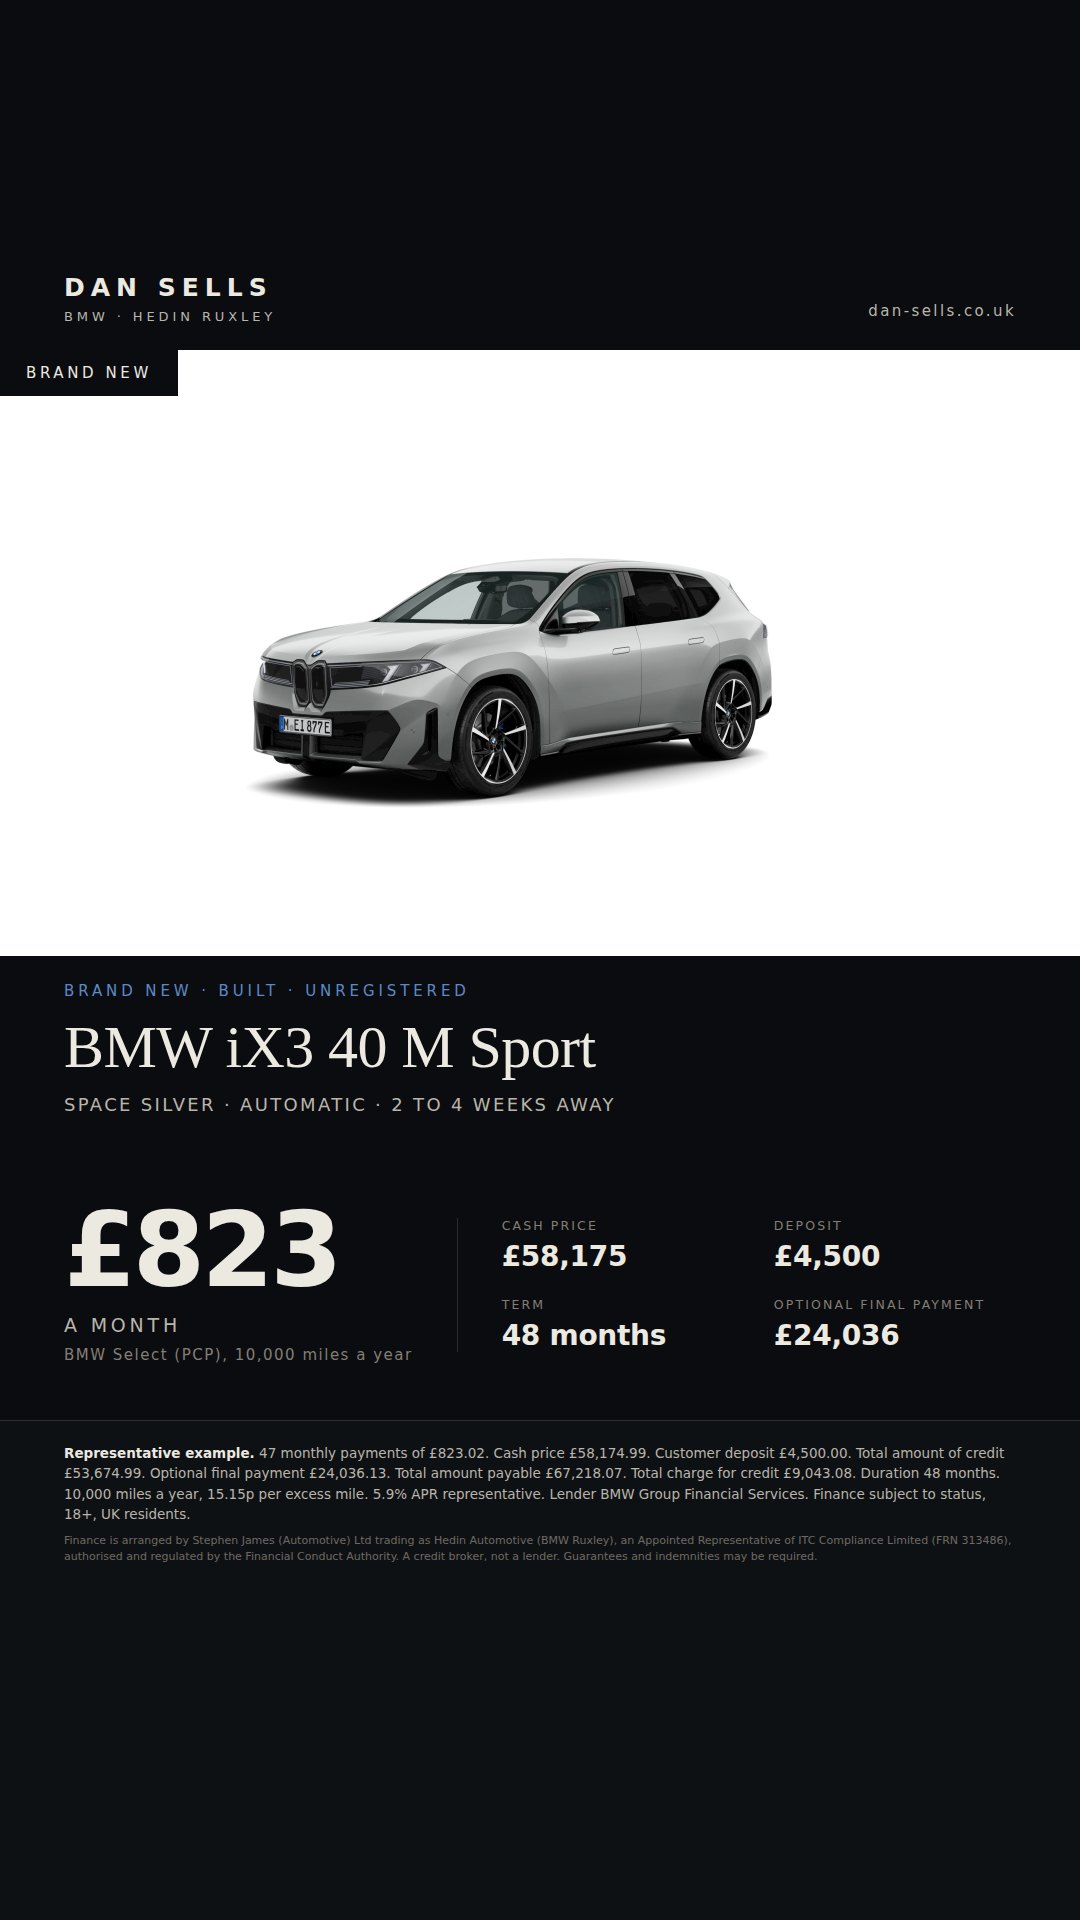 DAN SELLS
BMW · HEDIN RUXLEY
dan-sells.co.uk
BRAND NEW
M EI 877E
BRAND NEW · BUILT · UNREGISTERED
BMW iX3 40 M Sport
SPACE SILVER · AUTOMATIC · 2 TO 4 WEEKS AWAY
£823
A MONTH
BMW Select (PCP), 10,000 miles a year
CASH PRICE
£58,175
DEPOSIT
£4,500
TERM
48 months
OPTIONAL FINAL PAYMENT
£24,036
Representative example. 47 monthly payments of £823.02. Cash price £58,174.99. Customer deposit £4,500.00. Total amount of credit
£53,674.99. Optional final payment £24,036.13. Total amount payable £67,218.07. Total charge for credit £9,043.08. Duration 48 months.
10,000 miles a year, 15.15p per excess mile. 5.9% APR representative. Lender BMW Group Financial Services. Finance subject to status,
18+, UK residents.
Finance is arranged by Stephen James (Automotive) Ltd trading as Hedin Automotive (BMW Ruxley), an Appointed Representative of ITC Compliance Limited (FRN 313486),
authorised and regulated by the Financial Conduct Authority. A credit broker, not a lender. Guarantees and indemnities may be required.